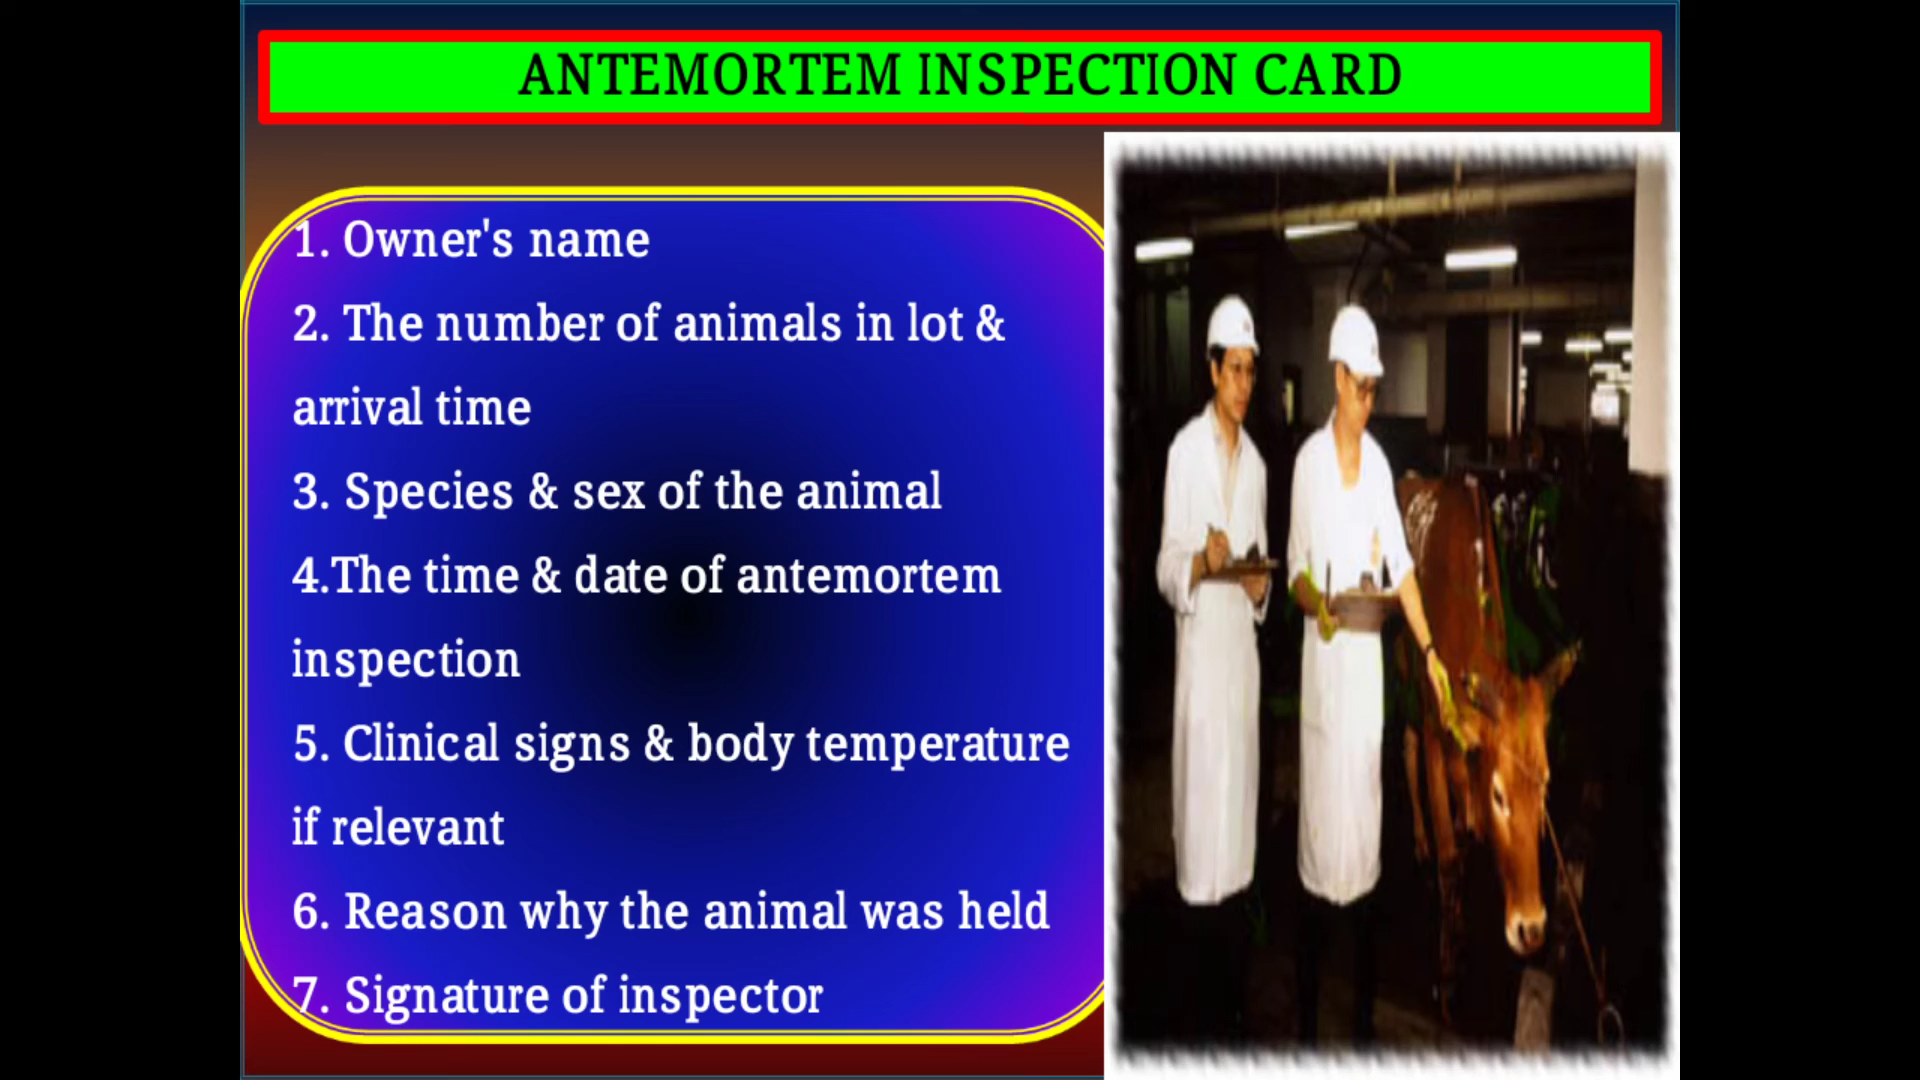 ANTEMORTEM INSPECTION CARD
1. Owner's name
2. The number of animals in lot &
arrival time
3. Species & sex of the animal
4.The time & date of antemortem
inspection
5. Clinical signs & body temperature
if relevant
6. Reason why the animal was held
7. Signature of inspector